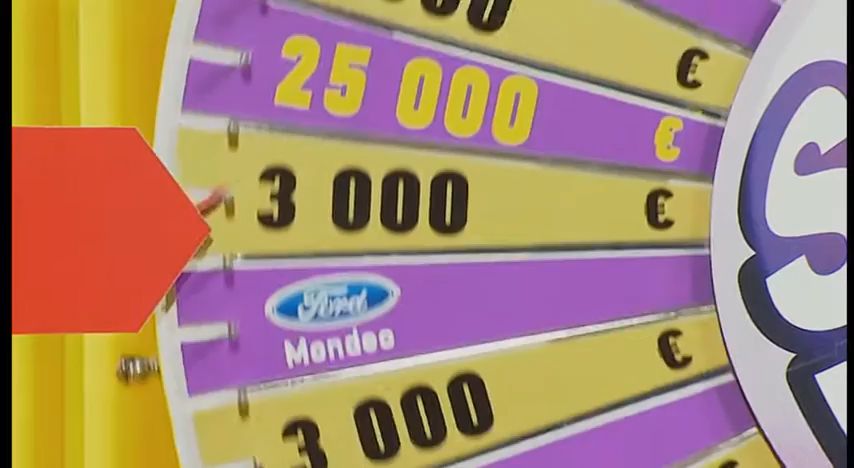 25 000 €
3 000 €
Ford
Mondeo
3 000 €